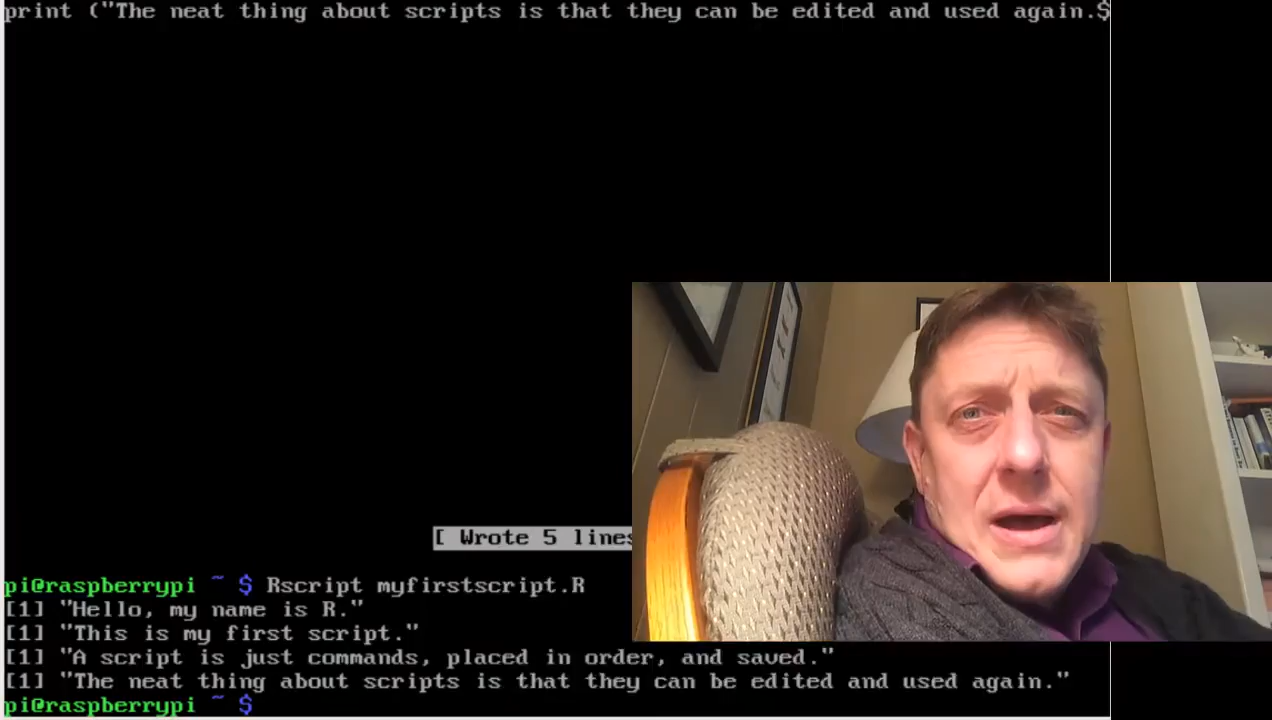 print ("The neat thing about scripts is that they can be edited and used again.$
[ Wrote 5 lines
pi@raspberrypi ~ $ Rscript myfirstscript.R
[1] "Hello, my name is R."
[1] "This is my first script."
[1] "A script is just commands, placed in order, and saved."
[1] "The neat thing about scripts is that they can be edited and used again."
pi@raspberrypi ~ $